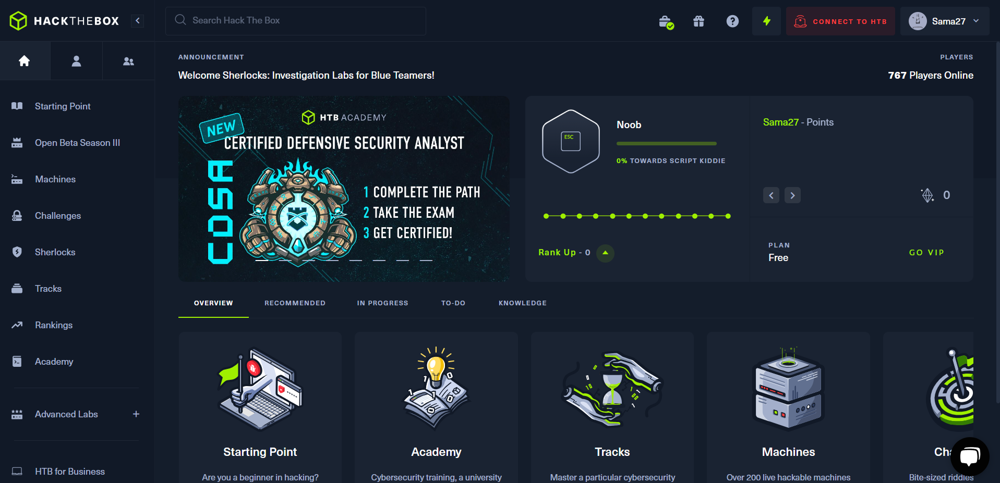 HACKTHEBOX
Search Hack The Box
CONNECT TO HTB
Sama27
Starting Point
Open Beta Season III
Machines
Challenges
Sherlocks
Tracks
Rankings
Academy
Advanced Labs
+
HTB for Business
ANNOUNCEMENT
Welcome Sherlocks: Investigation Labs for Blue Teamers!
PLAYERS
767 Players Online
HTB ACADEMY
NEW
CERTIFIED DEFENSIVE SECURITY ANALYST
CDSA
1 COMPLETE THE PATH
2 TAKE THE EXAM
3 GET CERTIFIED!
ESC
Noob
0% TOWARDS SCRIPT KIDDIE
Rank Up - 0
Sama27 - Points
0
PLAN
Free
GO VIP
OVERVIEW
RECOMMENDED
IN PROGRESS
TO-DO
KNOWLEDGE
Starting Point
Are you a beginner in hacking?
Academy
Cybersecurity training, a university
Tracks
Master a particular cybersecurity
Machines
Over 200 live hackable machines
Bite-sized riddles